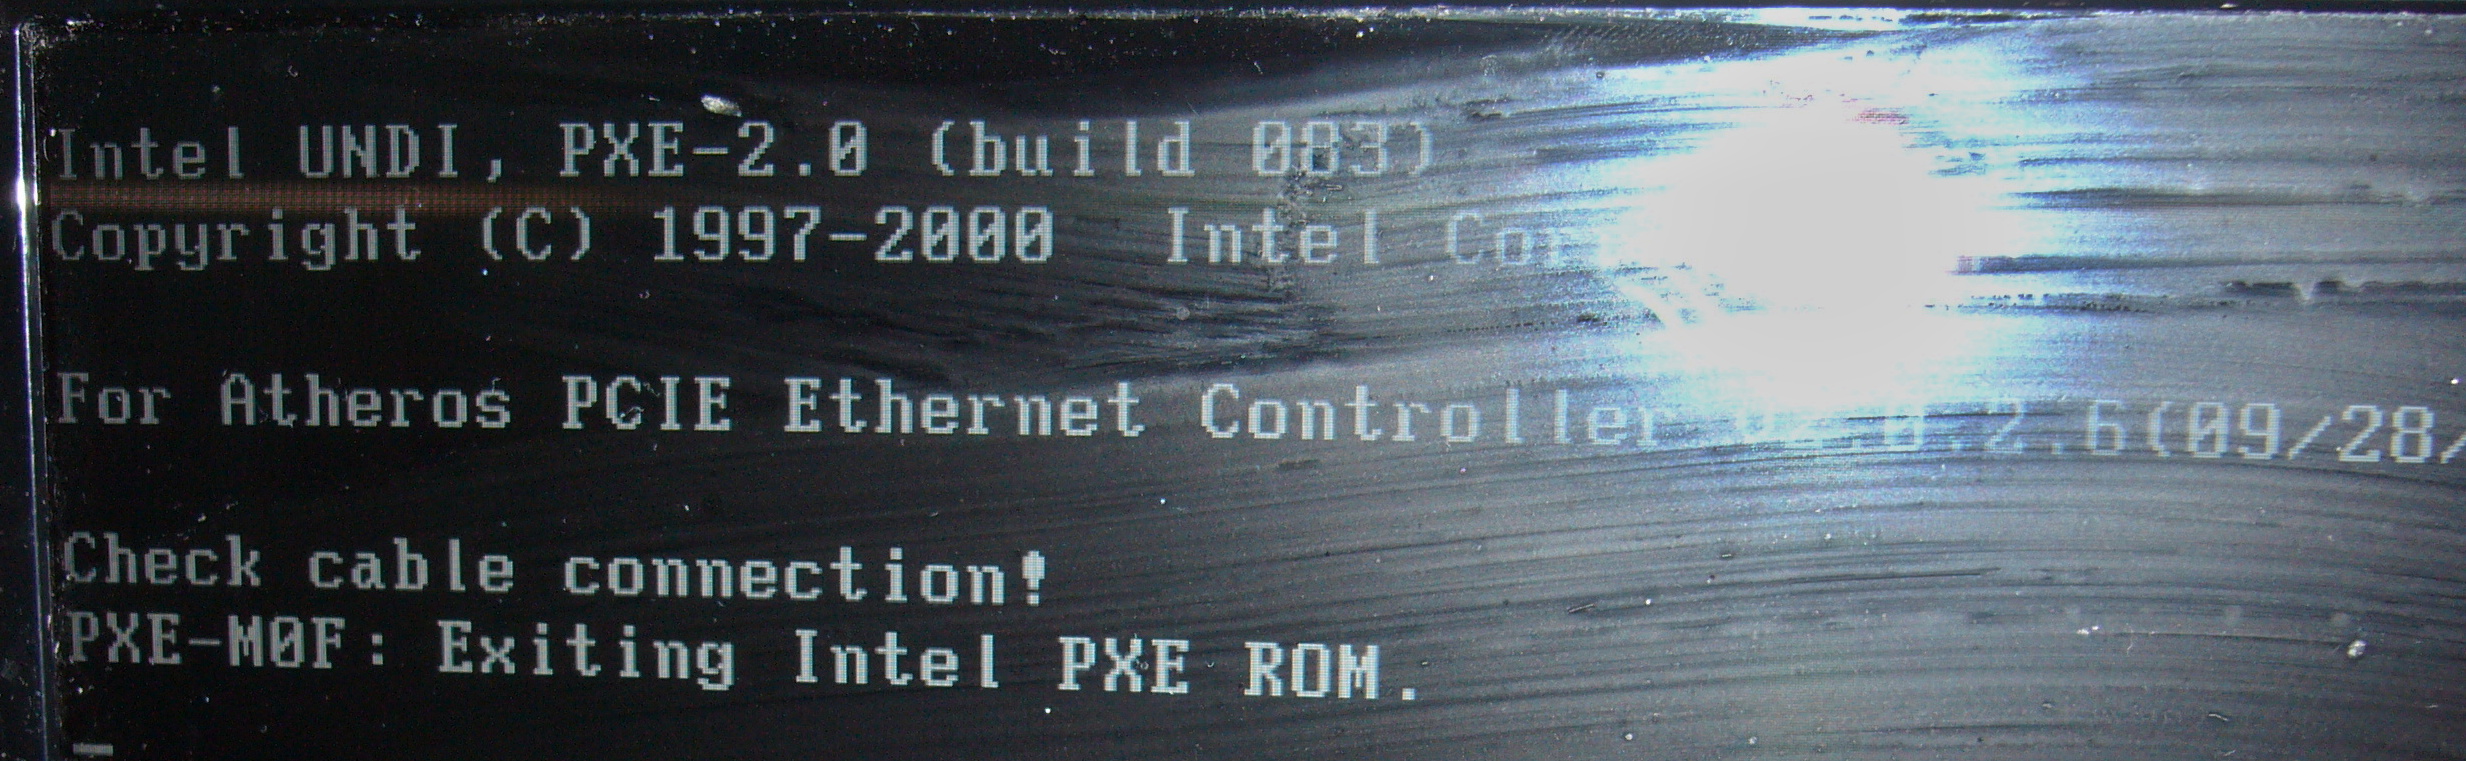 Intel UNDI, PXE-2.0 (build 083)
Copyright (C) 1997-2000 Intel
For Atheros PCIE Ethernet Controller
Check cable connection!
PXE-M0F: Exiting Intel PXE ROM.